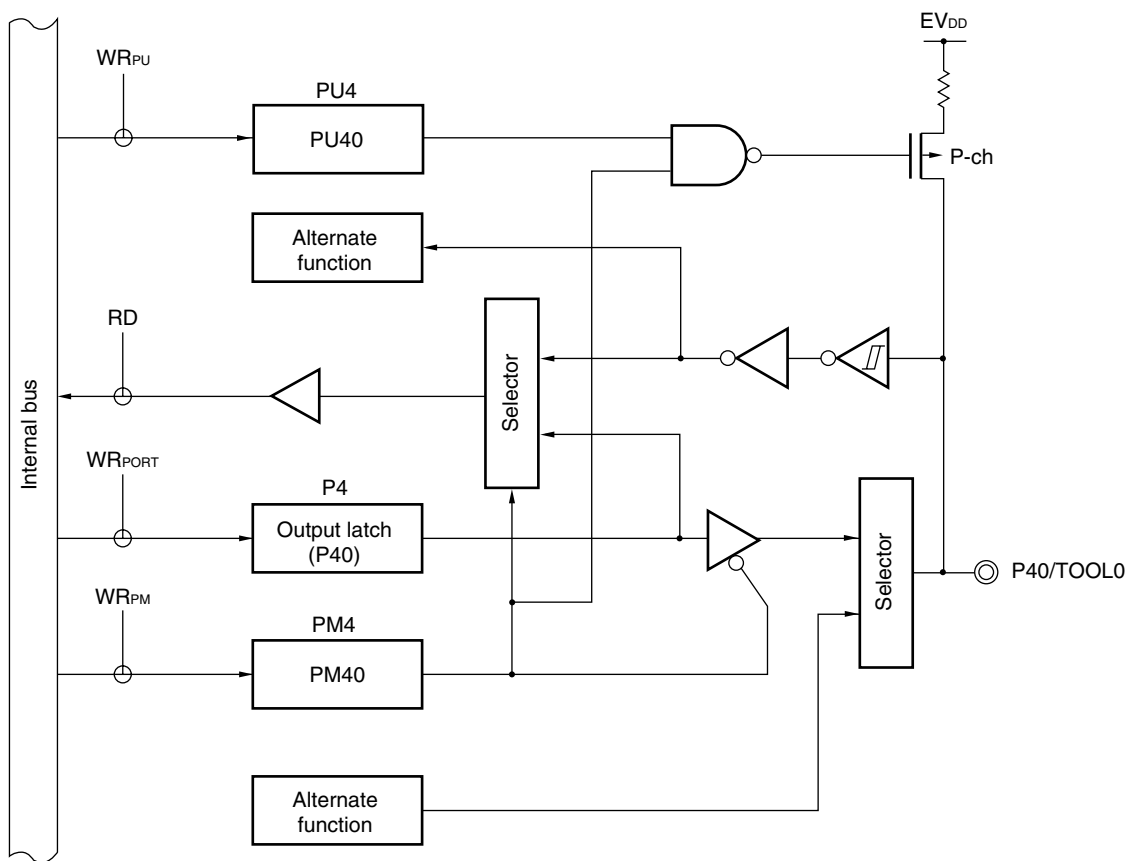 EVDD
WRPU
PU4
PU40
P-ch
Alternate
function
RD
Selector
Internal bus
WRPORT
P4
Output latch
(P40)
Selector
P40/TOOL0
WRPM
PM4
PM40
Alternate
function